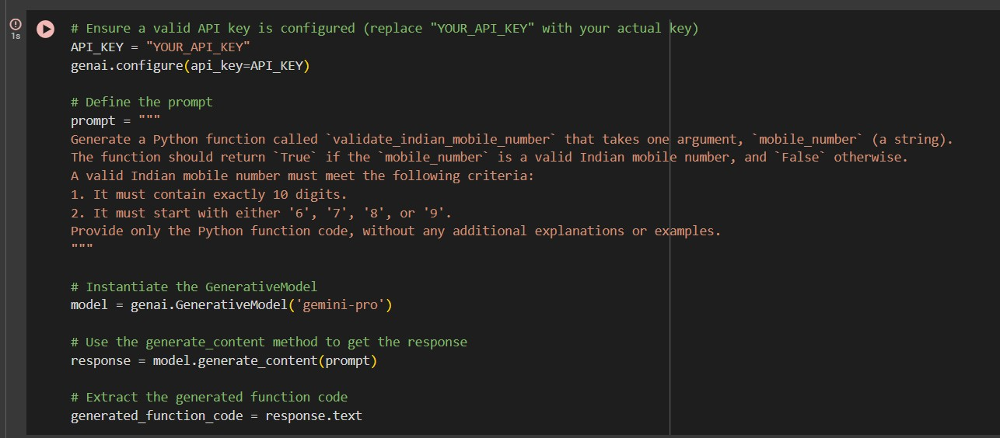 1s
# Ensure a valid API key is configured (replace "YOUR_API_KEY" with your actual key)
API_KEY = "YOUR_API_KEY"
genai.configure(api_key=API_KEY)
# Define the prompt
prompt = """
Generate a Python function called `validate_indian_mobile_number` that takes one argument, `mobile_number` (a string).
The function should return `True` if the `mobile_number` is a valid Indian mobile number, and `False` otherwise.
A valid Indian mobile number must meet the following criteria:
1. It must contain exactly 10 digits.
2. It must start with either '6', '7', '8', or '9'.
Provide only the Python function code, without any additional explanations or examples.
"""
# Instantiate the GenerativeModel
model = genai.GenerativeModel('gemini-pro')
# Use the generate_content method to get the response
response = model.generate_content(prompt)
# Extract the generated function code
generated_function_code = response.text